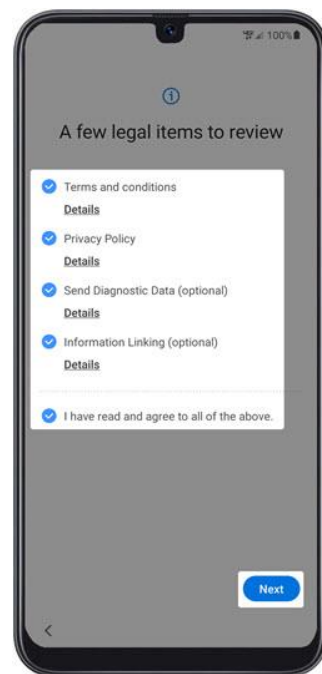 100%
A few legal items to review
Terms and conditions
Details
Privacy Policy
Details
Send Diagnostic Data (optional)
Details
Information Linking (optional)
Details
I have read and agree to all of the above.
Next